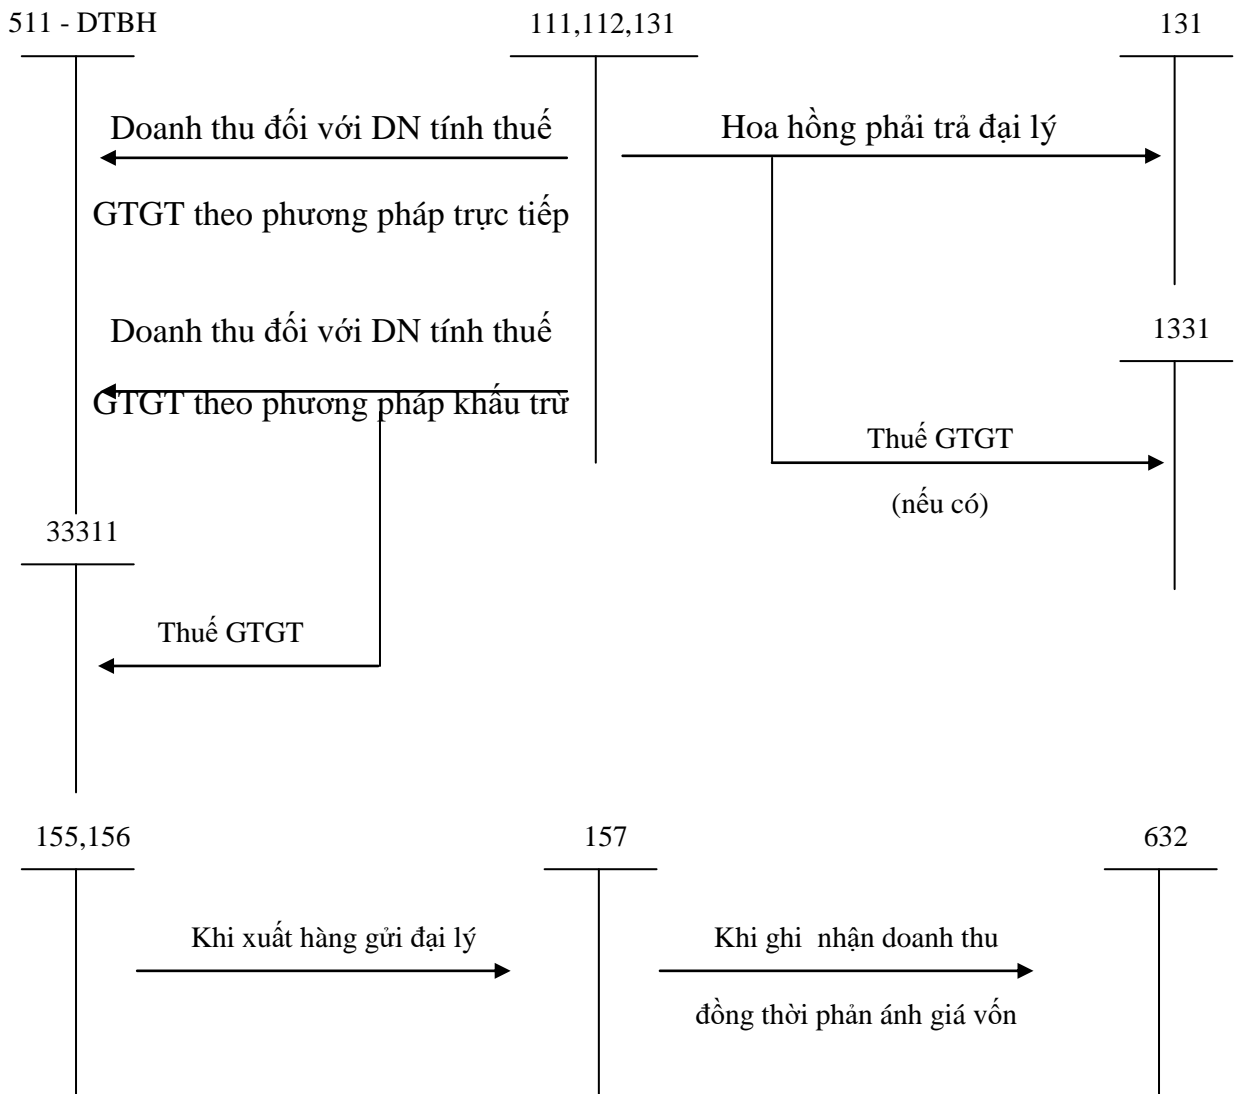 511 - DTBH
111,112,131
131
Doanh thu đối với DN tính thuế
Hoa hồng phải trả đại lý
GTGT theo phương pháp trực tiếp
Doanh thu đối với DN tính thuế
1331
GTGT theo phương pháp khấu trừ
Thuế GTGT
(nếu có)
33311
Thuế GTGT
155,156
157
632
Khi xuất hàng gửi đại lý
Khi ghi nhận doanh thu
đồng thời phản ánh giá vốn